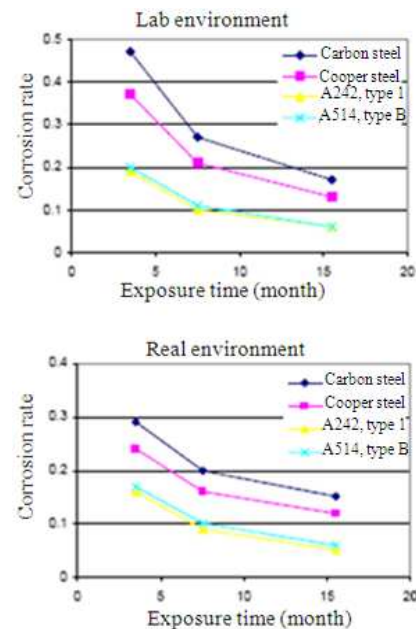 Lab environment
0.5
0.4
0.3
0.2
0.1
0
Corrosion rate
Carbon steel
Cooper steel
A242, type 1
A514, type B
0 5 10 15 20
Exposure time (month)
Real environment
0.4
0.3
0.2
0.1
0
Corrosion rate
Carbon steel
Cooper steel
A242, type 1
A514, type B
0 5 10 15 20
Exposure time (month)